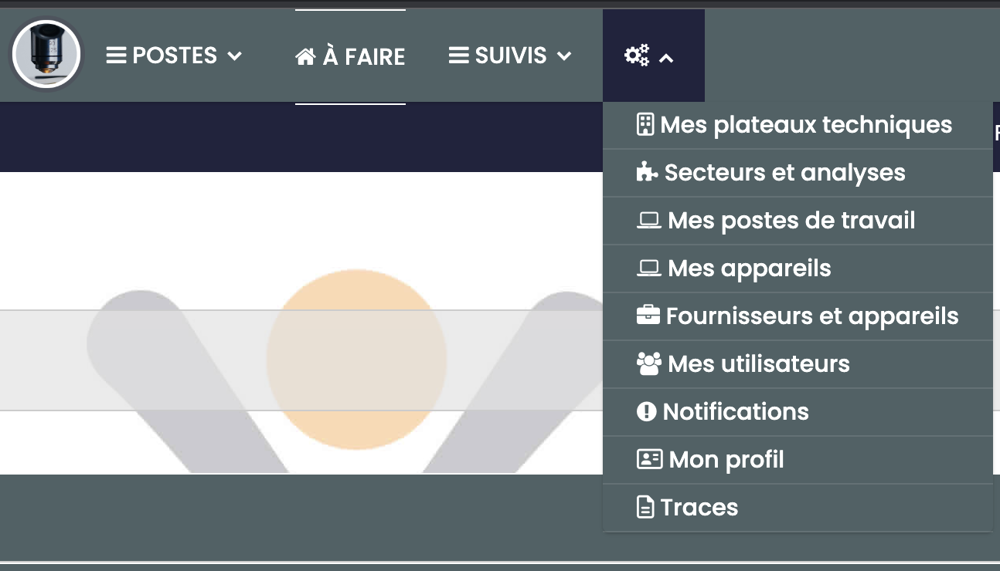 POSTES
À FAIRE
SUIVIS
Mes plateaux techniques
Secteurs et analyses
Mes postes de travail
Mes appareils
Fournisseurs et appareils
Mes utilisateurs
Notifications
Mon profil
Traces